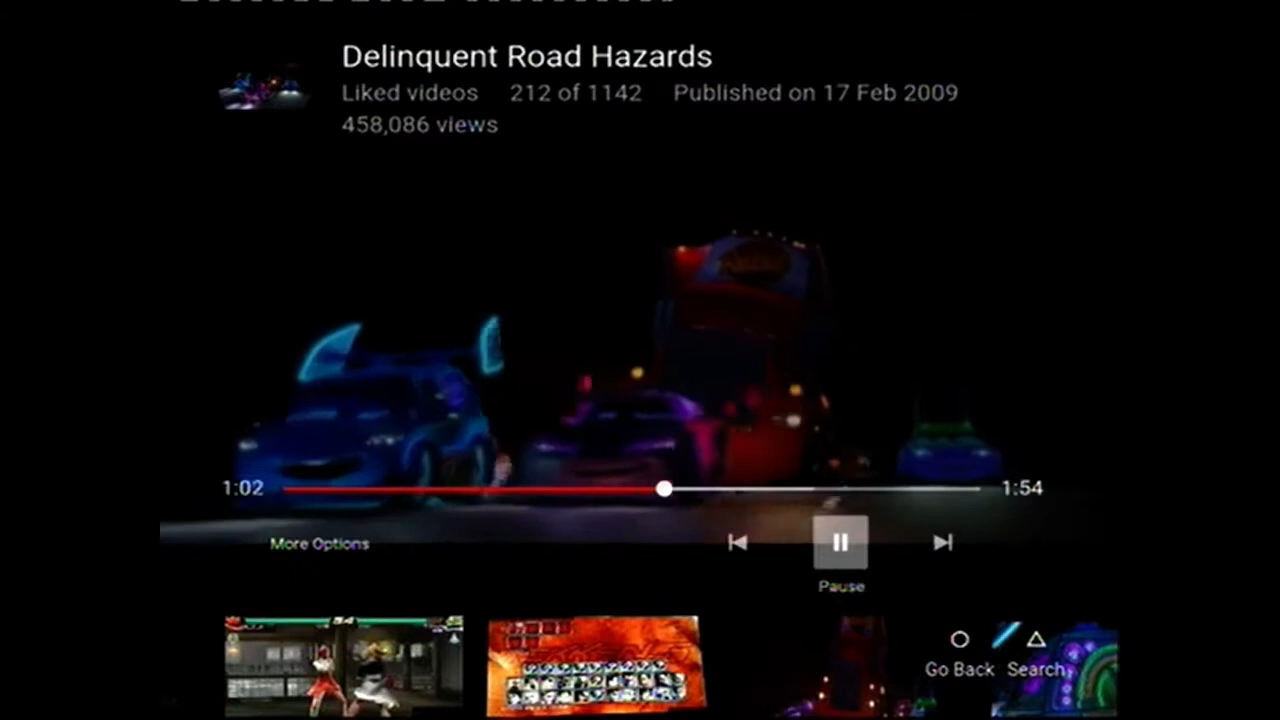 Delinquent Road Hazards
Liked videos 212 of 1142 Published on 17 Feb 2009
458,086 views
1:02 1:54
More Options
Pause
54
Go Back Search